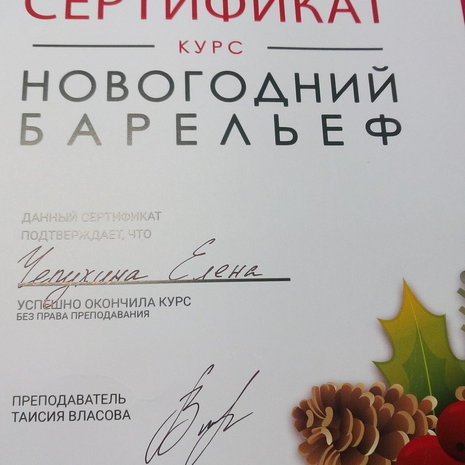 СЕРТИФИКАТ
КУРС
НОВОГОДНИЙ
БАРЕЛЬЕФ
ДАННЫЙ СЕРТИФИКАТ
ПОДТВЕРЖДАЕТ, ЧТО
Чепухина Елена
УСПЕШНО ОКОНЧИЛА КУРС
БЕЗ ПРАВА ПРЕПОДАВАНИЯ
ПРЕПОДАВАТЕЛЬ
ТАИСИЯ ВЛАСОВА